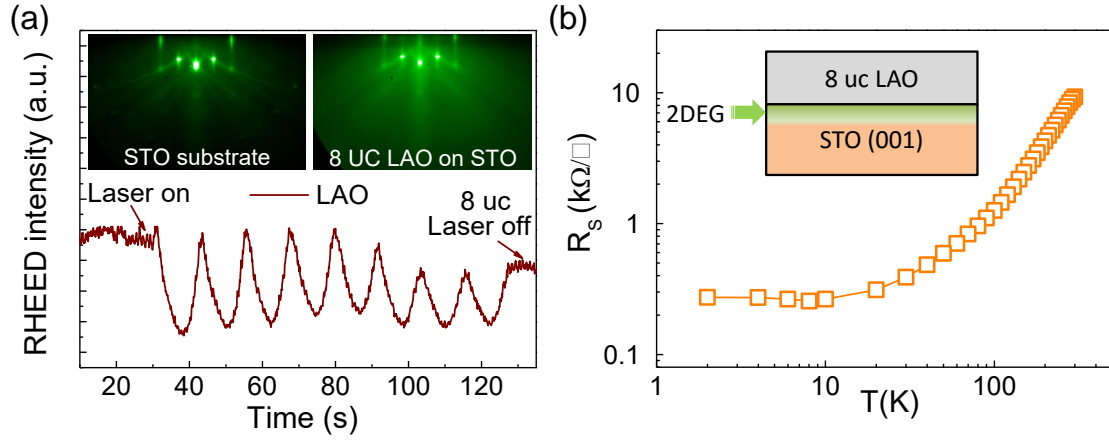 (a)
STO substrate
8 UC LAO on STO
Laser on
LAO
8 uc
Laser off
RHEED intensity (a.u.)
20 40 60 80 100 120
Time (s)
(b)
8 uc LAO
2DEG
STO (001)
10
1
0.1
R_S (kΩ/□)
1 10 100
T(K)